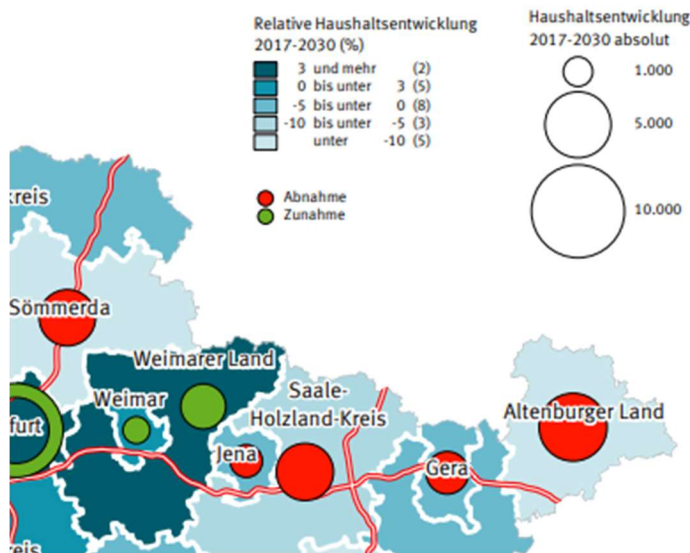 Relative Haushaltsentwicklung
2017-2030 (%)
3 und mehr (2)
0 bis unter 3 (5)
-5 bis unter 0 (8)
-10 bis unter -5 (3)
unter -10 (5)
Abnahme
Zunahme
Haushaltsentwicklung
2017-2030 absolut
1.000
5.000
10.000
kreis
Sömmerda
Weimarer Land
Weimar
Saale-
Holzland-Kreis
Altenburger Land
furt
Jena
Gera
eis